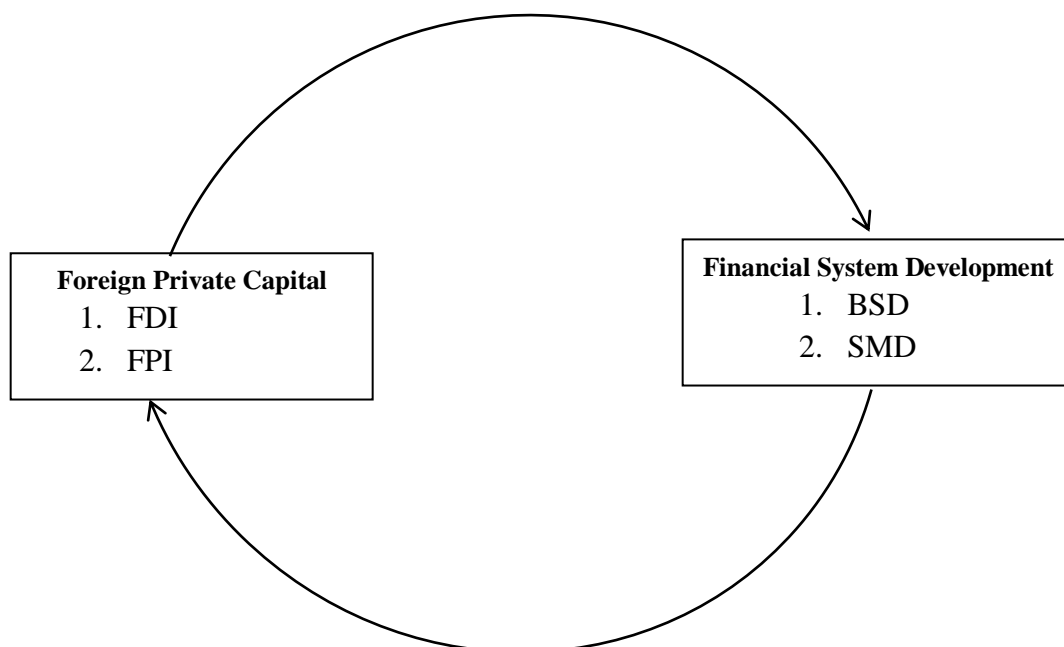 Foreign Private Capital
1. FDI
2. FPI
Financial System Development
1. BSD
2. SMD